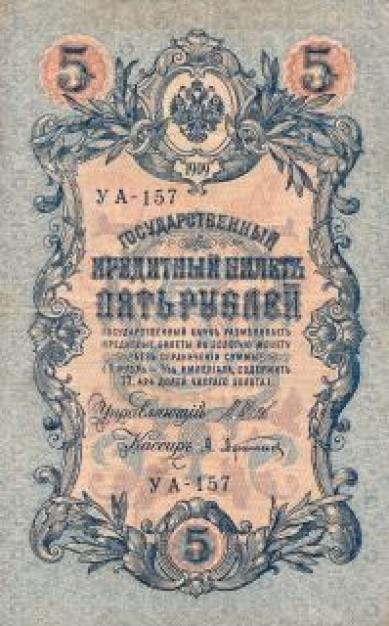 5 5
1909
УА-157
ГОСУДАРСТВЕННЫЙ
КРЕДИТНЫЙ БИЛЕТЪ
ПЯТЬ РУБЛЕЙ
ГОСУДАРСТВЕННЫЙ БАНКЪ РАЗМѢНИВАЕТЪ
КРЕДИТНЫЕ БИЛЕТЫ НА ЗОЛОТУЮ МОНЕТУ
БЕЗЪ ОГРАНИЧЕНІЯ СУММЫ
(1 РУБЛЬ = 1/15 ИМПЕРІАЛА, СОДЕРЖИТЪ
17,424 ДОЛЕЙ ЧИСТАГО ЗОЛОТА)
Управляющій
Кассиръ
УА-157
5